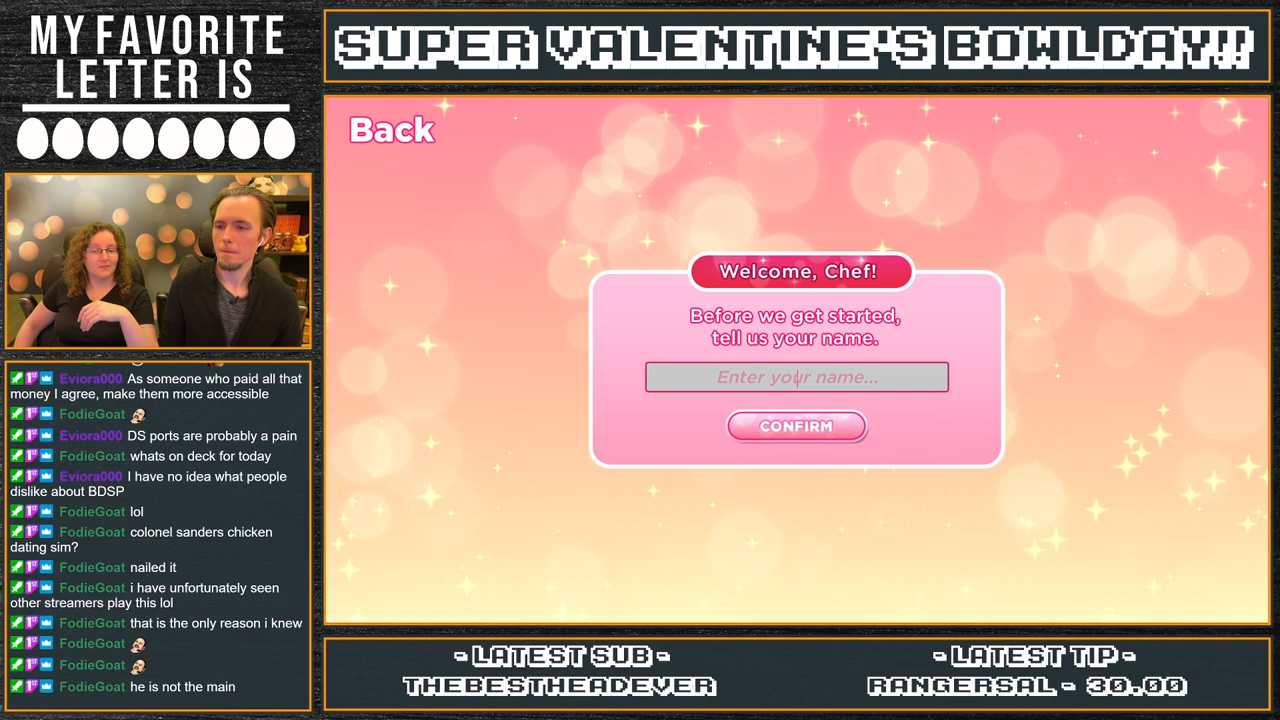 MY FAVORITE
LETTER IS
SUPER VALENTINE'S BOWLDAY!!
Back
Welcome, Chef!
Before we get started,
tell us your name.
Enter your name...
CONFIRM
Eviora000 As someone who paid all that
money I agree, make them more accessible
FodieGoat
Eviora000 DS ports are probably a pain
FodieGoat whats on deck for today
Eviora000 I have no idea what people
dislike about BDSP
FodieGoat lol
FodieGoat colonel sanders chicken
dating sim?
FodieGoat nailed it
FodieGoat i have unfortunately seen
other streamers play this lol
FodieGoat that is the only reason i knew
FodieGoat
FodieGoat
FodieGoat he is not the main
- LATEST SUB -
THEBESTHEADEVER
- LATEST TIP -
RANGERSAL - 30.00